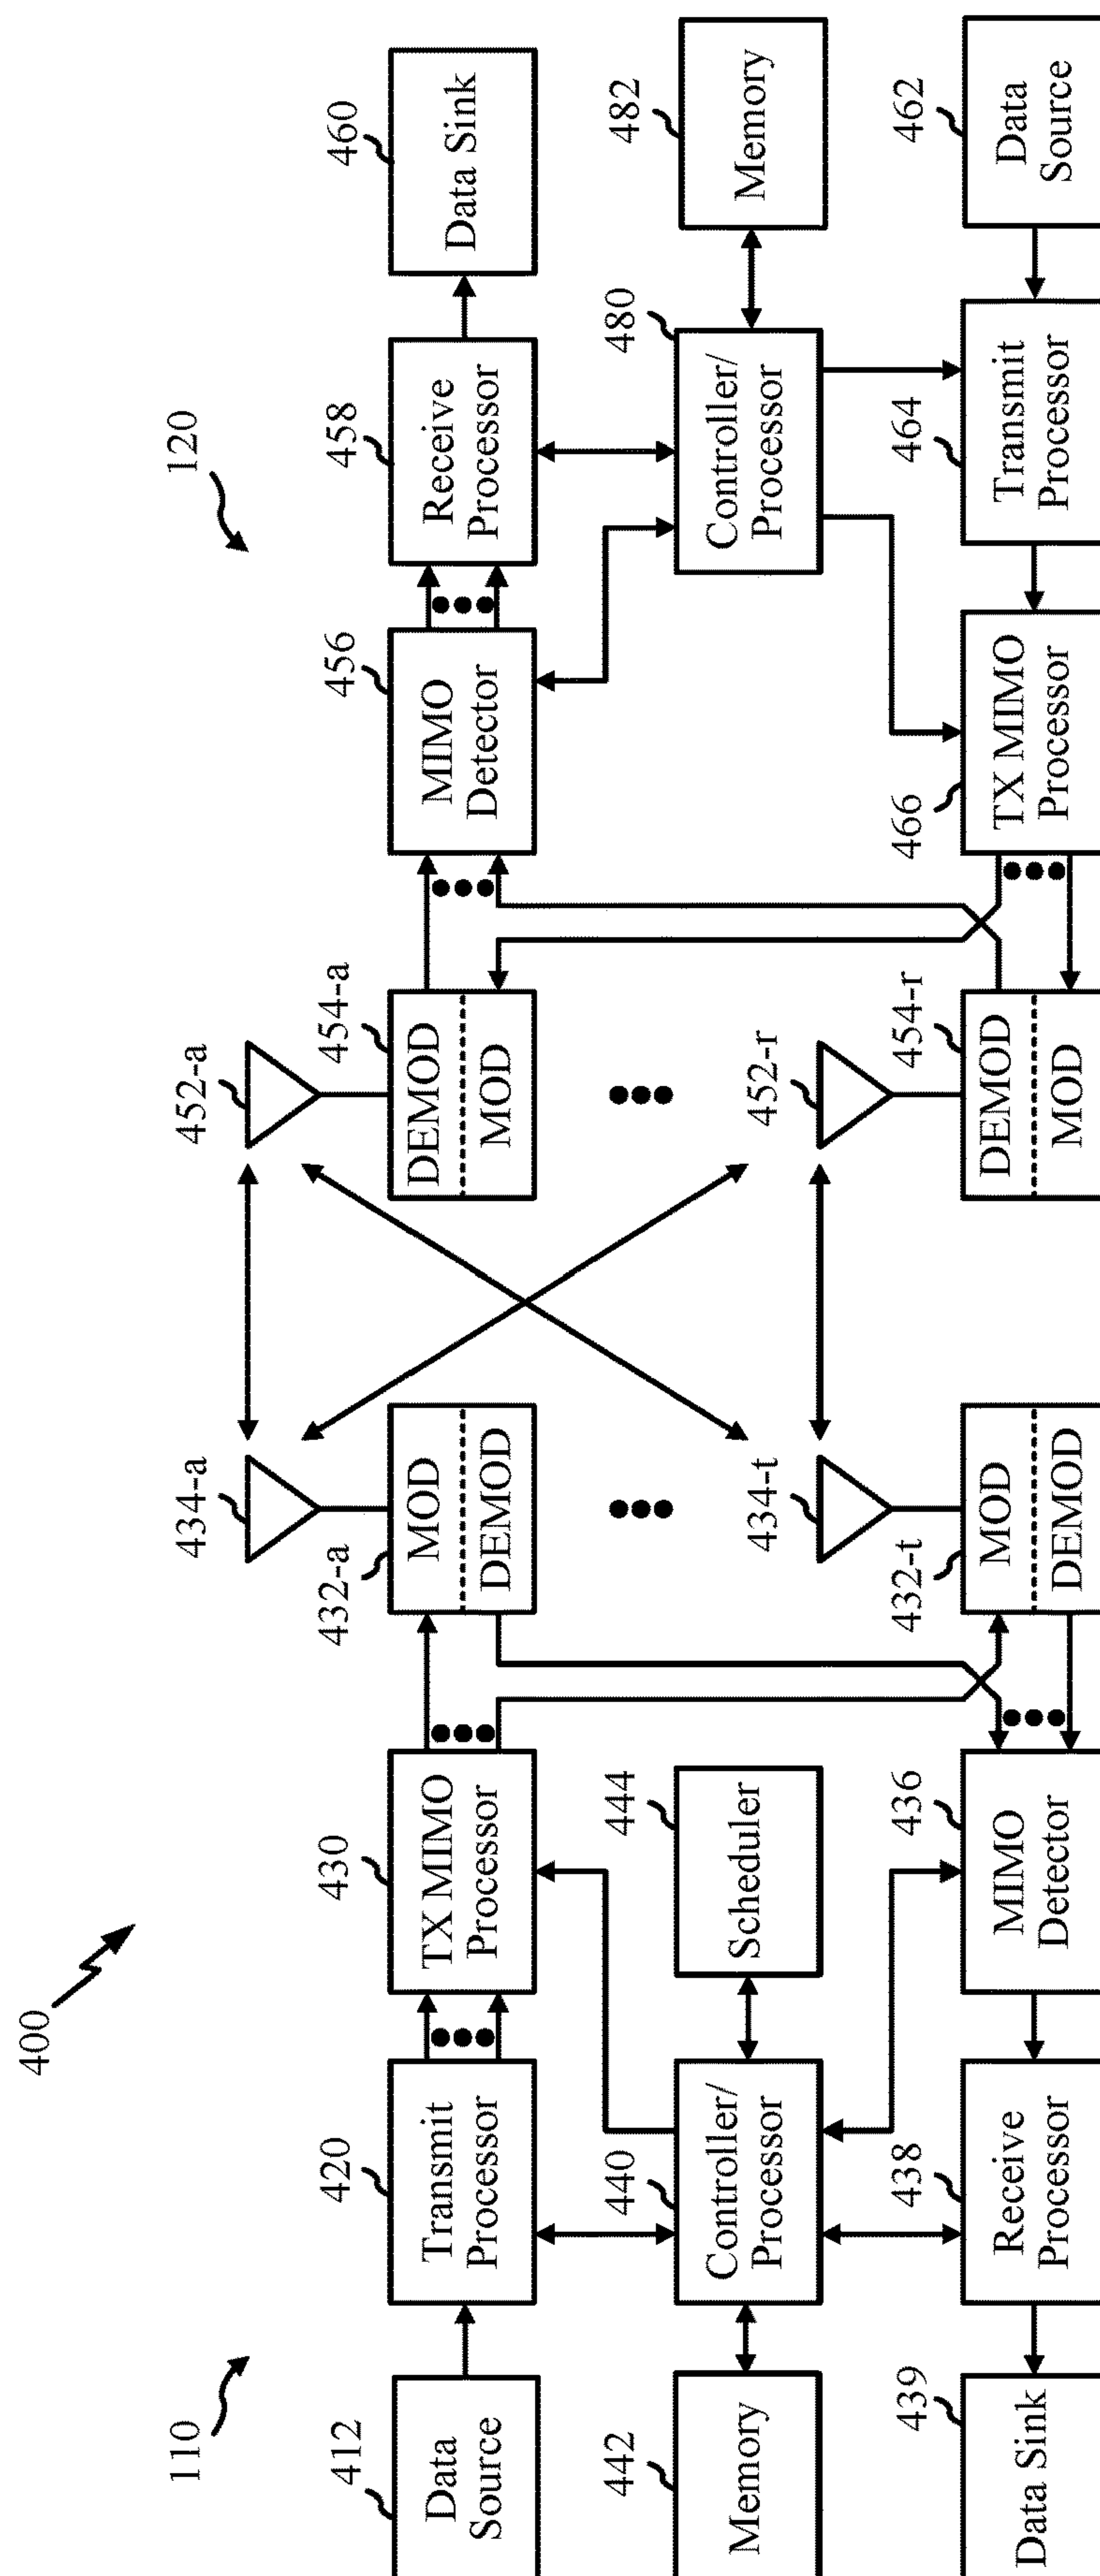 400
110
120
412
Data
Source
420
Transmit
Processor
430
TX MIMO
Processor
432-a
MOD
DEMOD
434-a
452-a
454-a
DEMOD
MOD
456
MIMO
Detector
458
Receive
Processor
460
Data Sink
442
Memory
440
Controller/
Processor
444
Scheduler
434-t
452-r
480
Controller/
Processor
482
Memory
439
Data Sink
438
Receive
Processor
436
MIMO
Detector
432-t
MOD
DEMOD
454-r
DEMOD
MOD
466
TX MIMO
Processor
464
Transmit
Processor
462
Data
Source